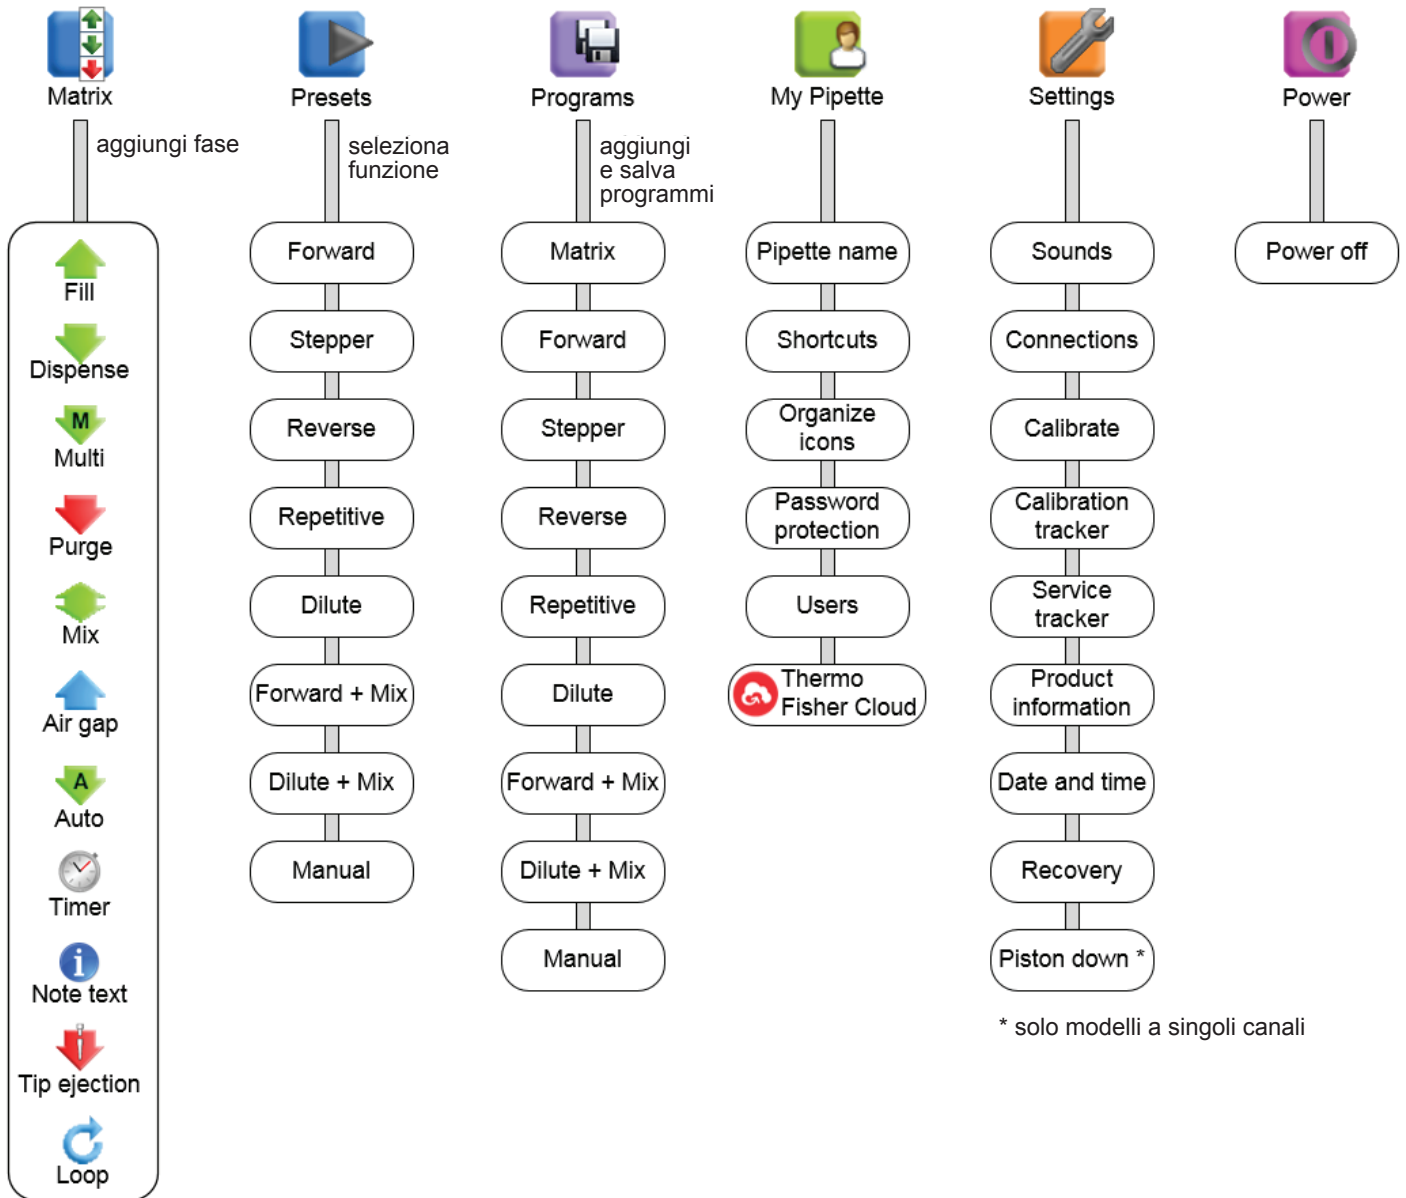 Matrix
aggiungi fase
Fill
Dispense
M
Multi
Purge
Mix
Air gap
A
Auto
Timer
i
Note text
Tip ejection
Loop
Presets
seleziona
funzione
Forward
Stepper
Reverse
Repetitive
Dilute
Forward + Mix
Dilute + Mix
Manual
Programs
aggiungi
e salva
programmi
Matrix
Forward
Stepper
Reverse
Repetitive
Dilute
Forward + Mix
Dilute + Mix
Manual
My Pipette
Pipette name
Shortcuts
Organize
icons
Password
protection
Users
Thermo
Fisher Cloud
Settings
Sounds
Connections
Calibrate
Calibration
tracker
Service
tracker
Product
information
Date and time
Recovery
Piston down *
* solo modelli a singoli canali
Power
Power off